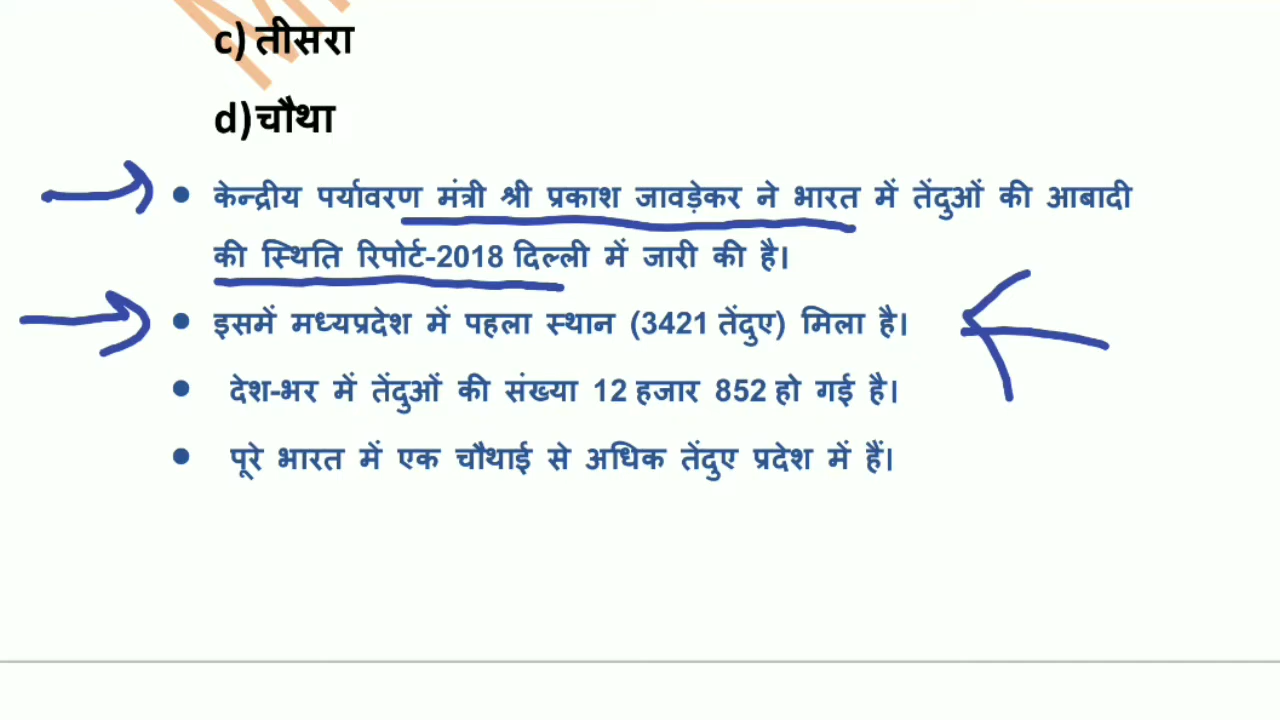 c) तीसरा
d) चौथा
• केन्द्रीय पर्यावरण मंत्री श्री प्रकाश जावड़ेकर ने भारत में तेंदुओं की आबादी
की स्थिति रिपोर्ट-2018 दिल्ली में जारी की है।
• इसमें मध्यप्रदेश में पहला स्थान (3421 तेंदुए) मिला है।
• देश-भर में तेंदुओं की संख्या 12 हजार 852 हो गई है।
• पूरे भारत में एक चौथाई से अधिक तेंदुए प्रदेश में हैं।